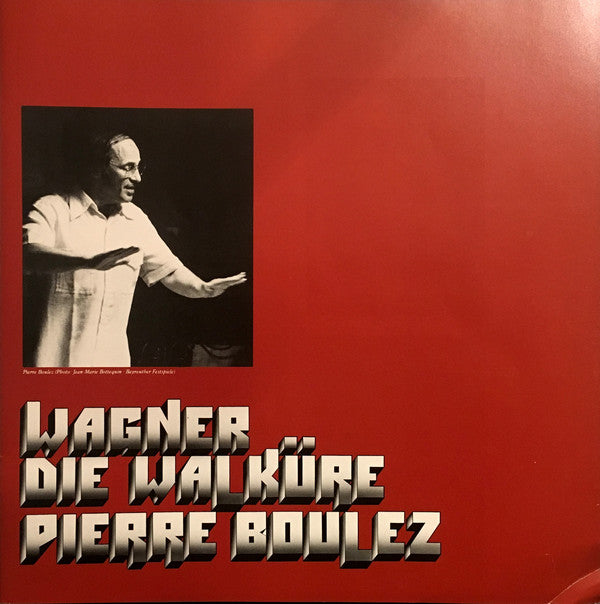 Pierre Boulez (Photo: Jean Marie Bottequin · Bayreuther Festspiele)
WAGNER
DIE WALKÜRE
PIERRE BOULEZ